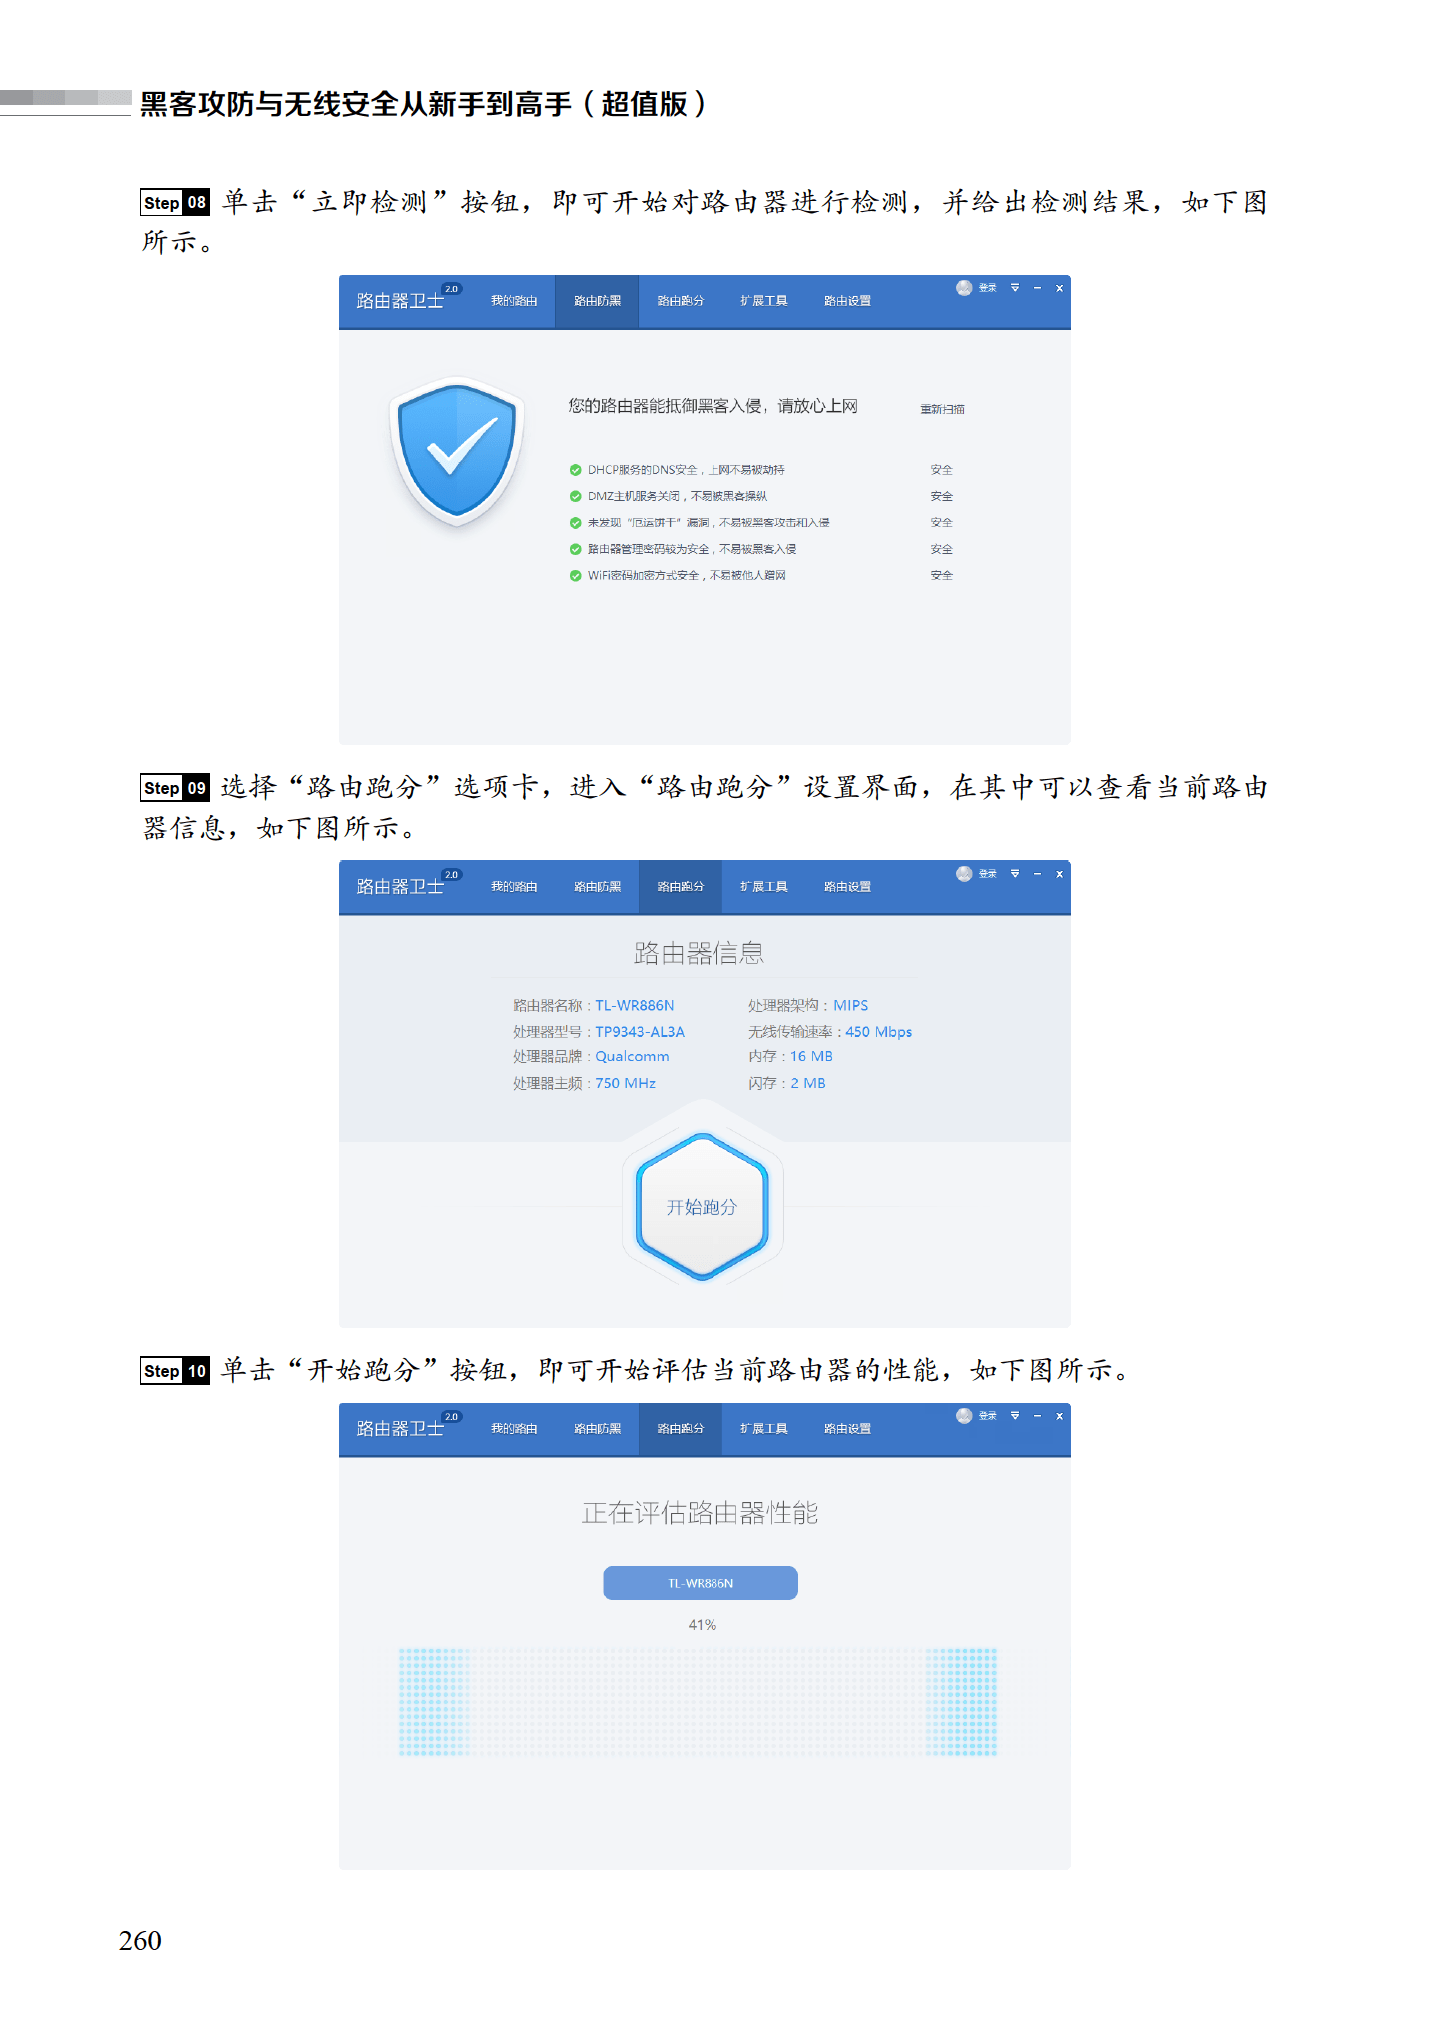 黑客攻防与无线安全从新手到高手（超值版）
Step 08 单击“立即检测”按钮，即可开始对路由器进行检测，并给出检测结果，如下图
所示。
路由器卫士 2.0 我的路由 路由防黑 路由跑分 扩展工具 路由设置 登录
您的路由器能抵御黑客入侵，请放心上网 重新扫描
DHCP服务的DNS安全，上网不易被劫持 安全
DMZ主机服务关闭，不易被黑客操纵 安全
未发现“厄运饼干”漏洞，不易被黑客攻击和入侵 安全
路由器管理密码较为安全，不易被黑客入侵 安全
WiFi密码加密方式安全，不易被他人蹭网 安全
Step 09 选择“路由跑分”选项卡，进入“路由跑分”设置界面，在其中可以查看当前路由
器信息，如下图所示。
路由器卫士 2.0 我的路由 路由防黑 路由跑分 扩展工具 路由设置 登录
路由器信息
路由器名称：TL-WR886N 处理器架构：MIPS
处理器型号：TP9343-AL3A 无线传输速率：450 Mbps
处理器品牌：Qualcomm 内存：16 MB
处理器主频：750 MHz 闪存：2 MB
开始跑分
Step 10 单击“开始跑分”按钮，即可开始评估当前路由器的性能，如下图所示。
路由器卫士 2.0 我的路由 路由防黑 路由跑分 扩展工具 路由设置 登录
正在评估路由器性能
TL-WR886N
41%
260